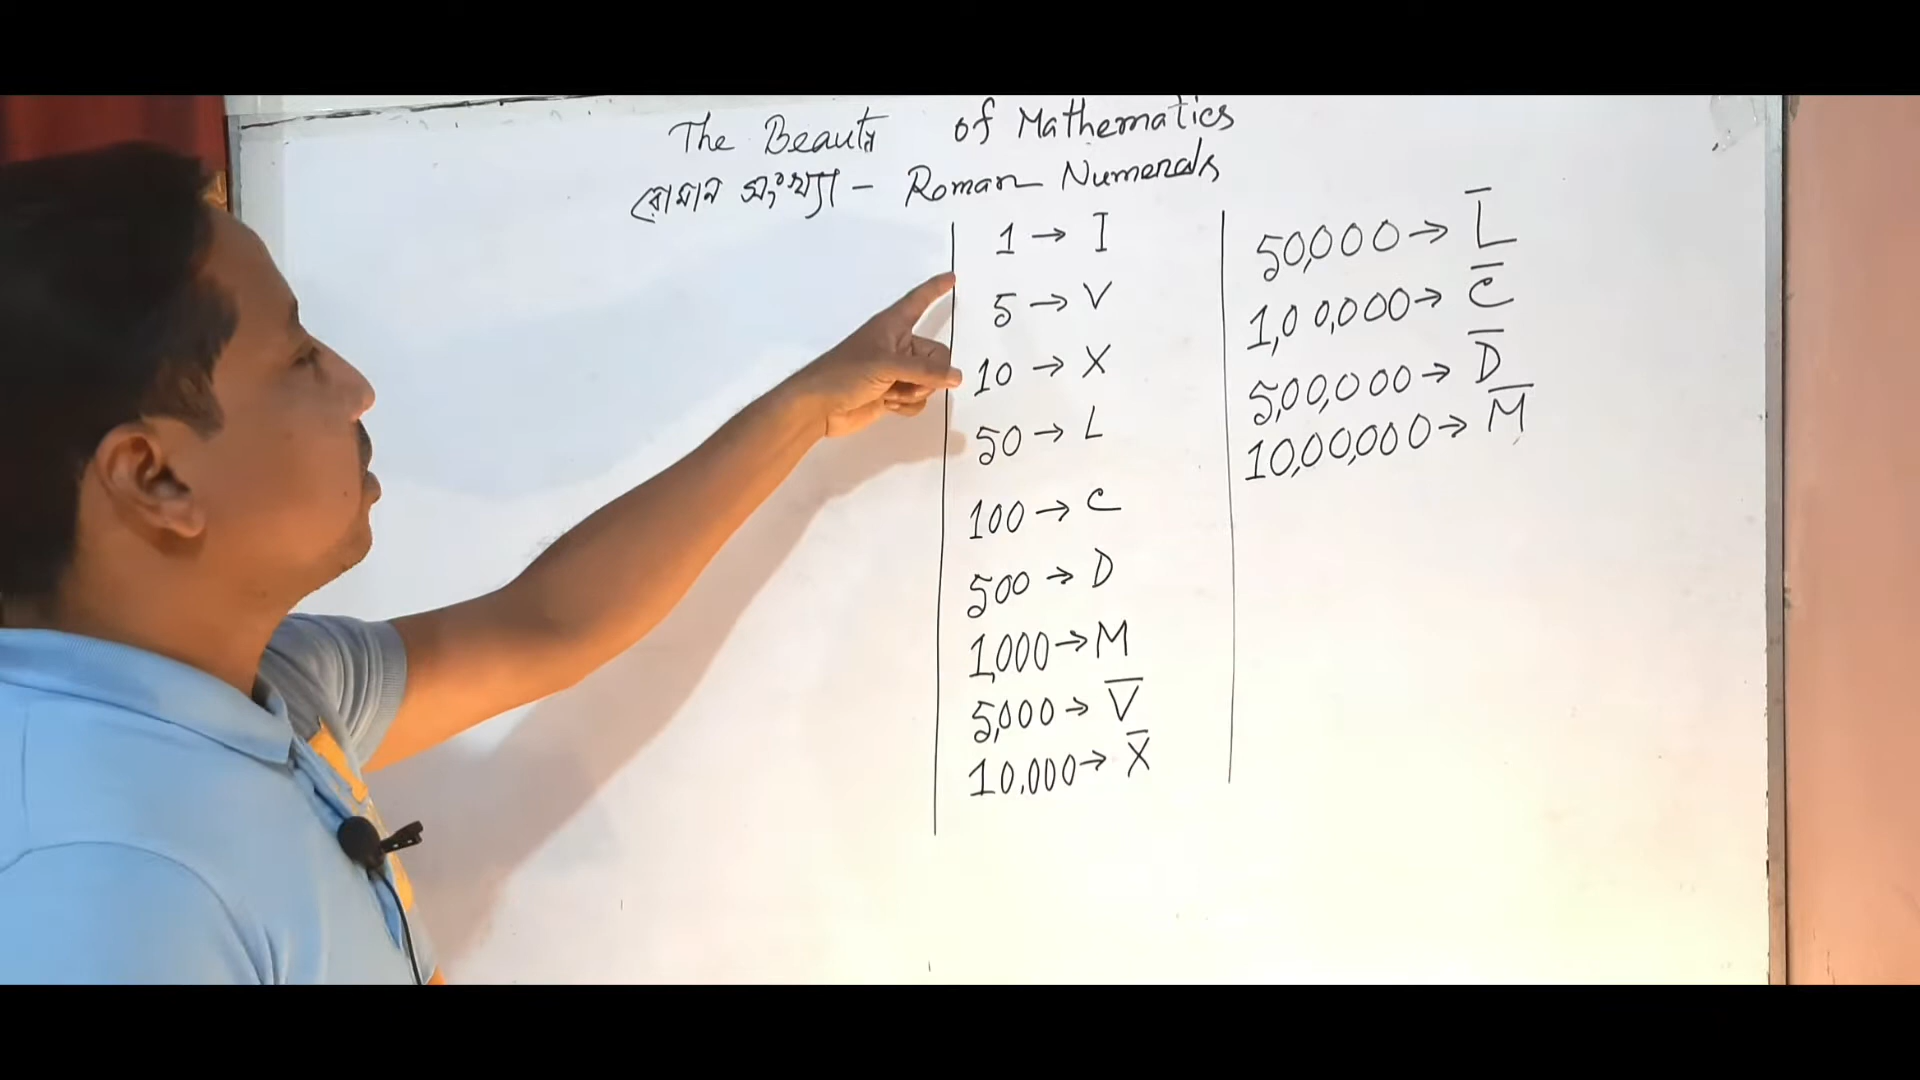 The Beauty of Mathematics
রোমান সংখ্যা - Roman Numerals
1 → I
5 → V
10 → X
50 → L
100 → C
500 → D
1,000 → M
5,000 → V̅
10,000 → X̅
50,000 → L̅
1,00,000 → C̅
5,00,000 → D̅
10,00,000 → M̅